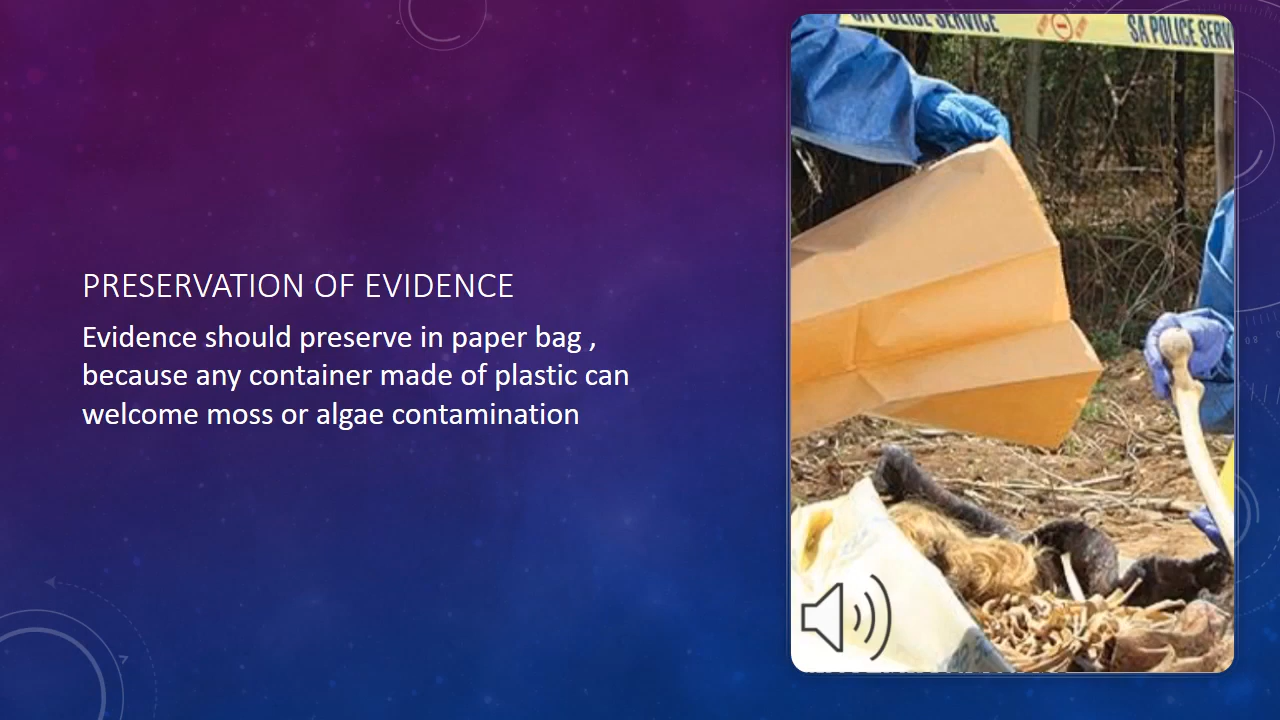 SA POLICE SERVICE
SA POLICE SERV
PRESERVATION OF EVIDENCE
Evidence should preserve in paper bag ,
because any container made of plastic can
welcome moss or algae contamination
80